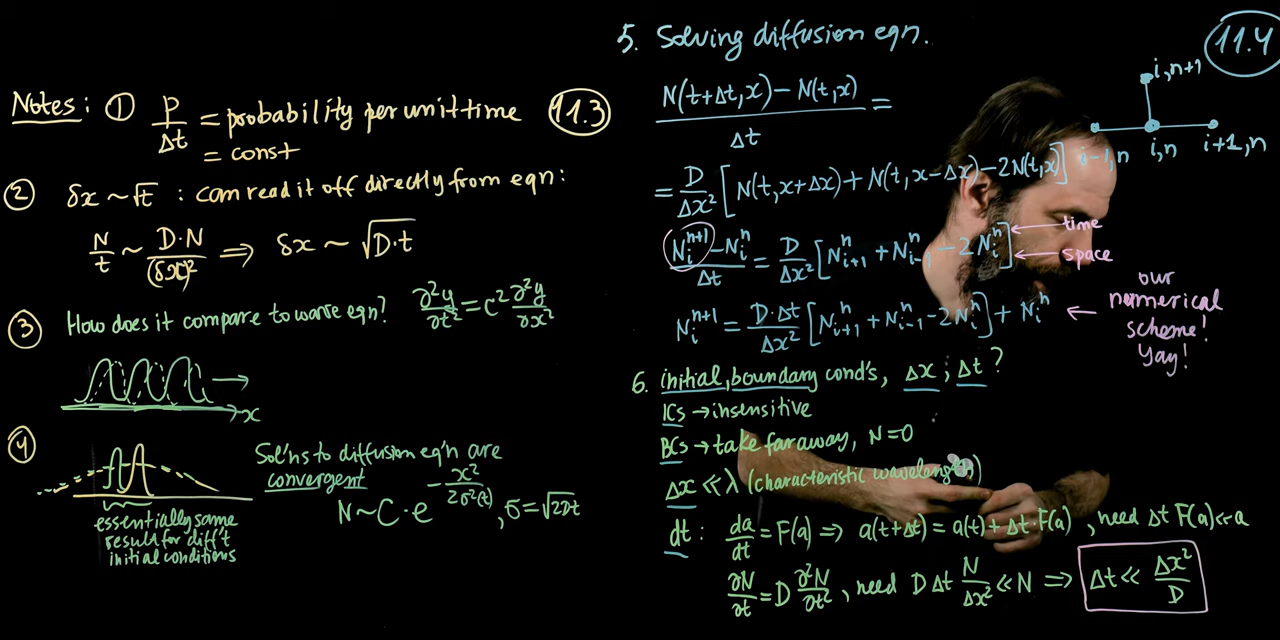 Notes: ① P/Δt = probability per unit time
= const
11.3
② δx ~ √t : can read it off directly from eqn:
N/t ~ D·N/(δx)² ⇒ δx ~ √D·t
③ How does it compare to wave eqn? ∂²y/∂t² = c² ∂²y/∂x²
x
④ Sol'ns to diffusion eq'n are
convergent
N ~ C · e^(-x²/2σ²(t)), σ = √2Dt
essentially same
result for diff't
initial conditions
5. Solving diffusion eqn.
11.4
(N(t+Δt,x) − N(t,x))/Δt =
= D/Δx² [N(t,x+Δx) + N(t,x−Δx) − 2N(t,x)]
i,n+1
i−1,n i,n i+1,n
(N_i^{n+1} − N_i^n)/Δt = D/Δx² [N_{i+1}^n + N_{i−1}^n − 2N_i^n]
time
space
N_i^{n+1} = D·Δt/Δx² [N_{i+1}^n + N_{i−1}^n − 2N_i^n] + N_i^n
our
numerical
scheme!
Yay!
6. initial, boundary cond's, Δx; Δt?
ICs → insensitive
BCs → take far away, N=0
Δx ≪ λ (characteristic wavelength)
dt : da/dt = F(a) ⇒ a(t+Δt) = a(t) + Δt·F(a), need Δt F(a) ≪ a
∂N/∂t = D ∂²N/∂t², need D Δt N/Δx² ≪ N ⇒ Δt ≪ Δx²/D